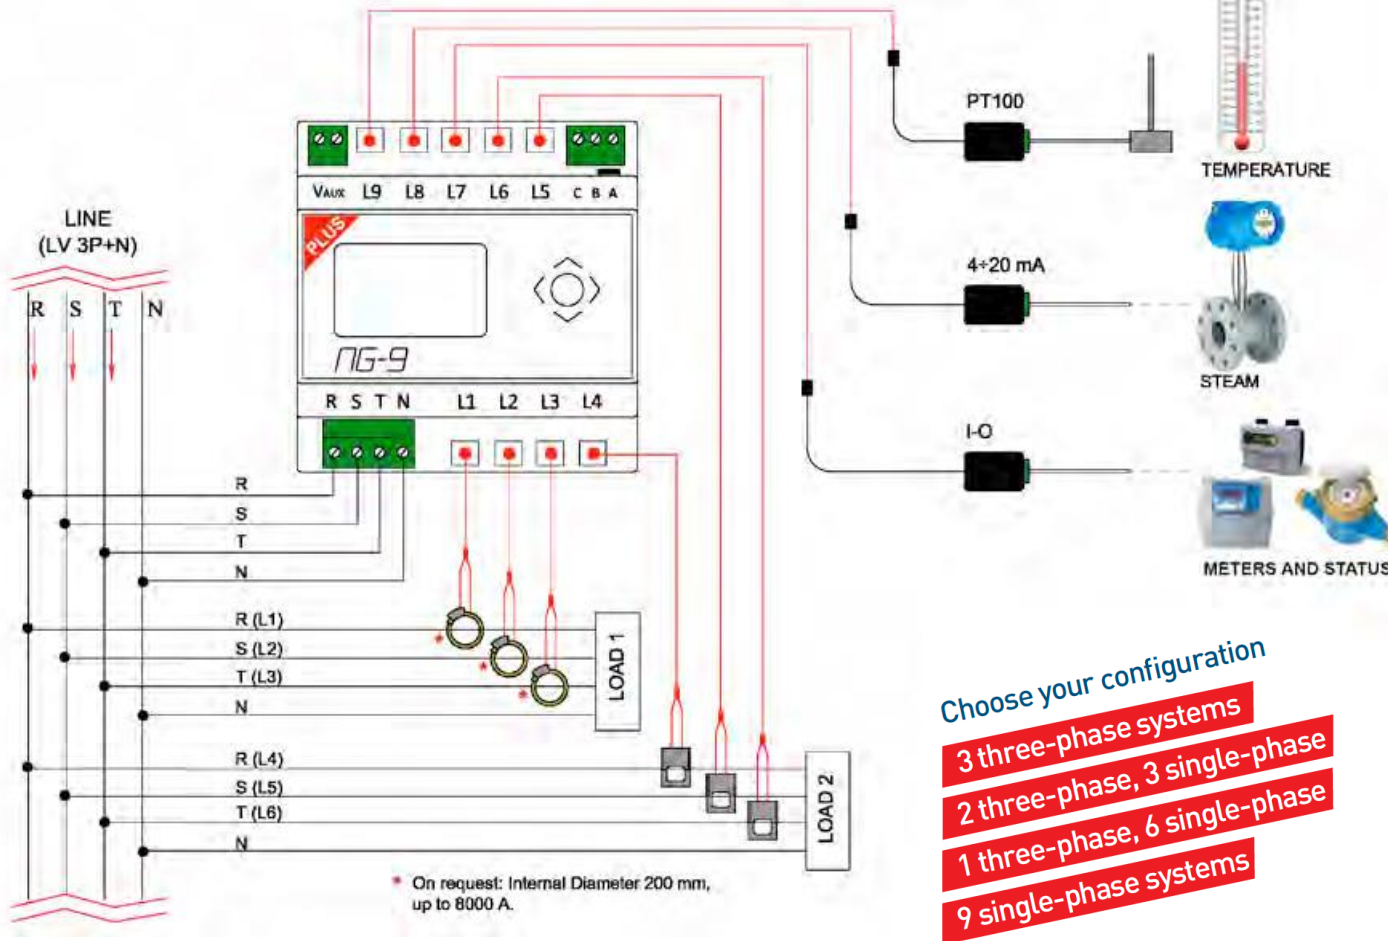 PT100
TEMPERATURE
VAUX L9 L8 L7 L6 L5 C B A
LINE
(LV 3P+N)
PLUS
4÷20 mA
R S T N
NG-9
STEAM
R S T N L1 L2 L3 L4
I-O
R
S
T
N
METERS AND STATUS
R (L1)
S (L2)
T (L3)
N
LOAD 1
* * *
R (L4)
S (L5)
T (L6)
N
LOAD 2
* On request: Internal Diameter 200 mm,
up to 8000 A.
Choose your configuration
3 three-phase systems
2 three-phase, 3 single-phase
1 three-phase, 6 single-phase
9 single-phase systems